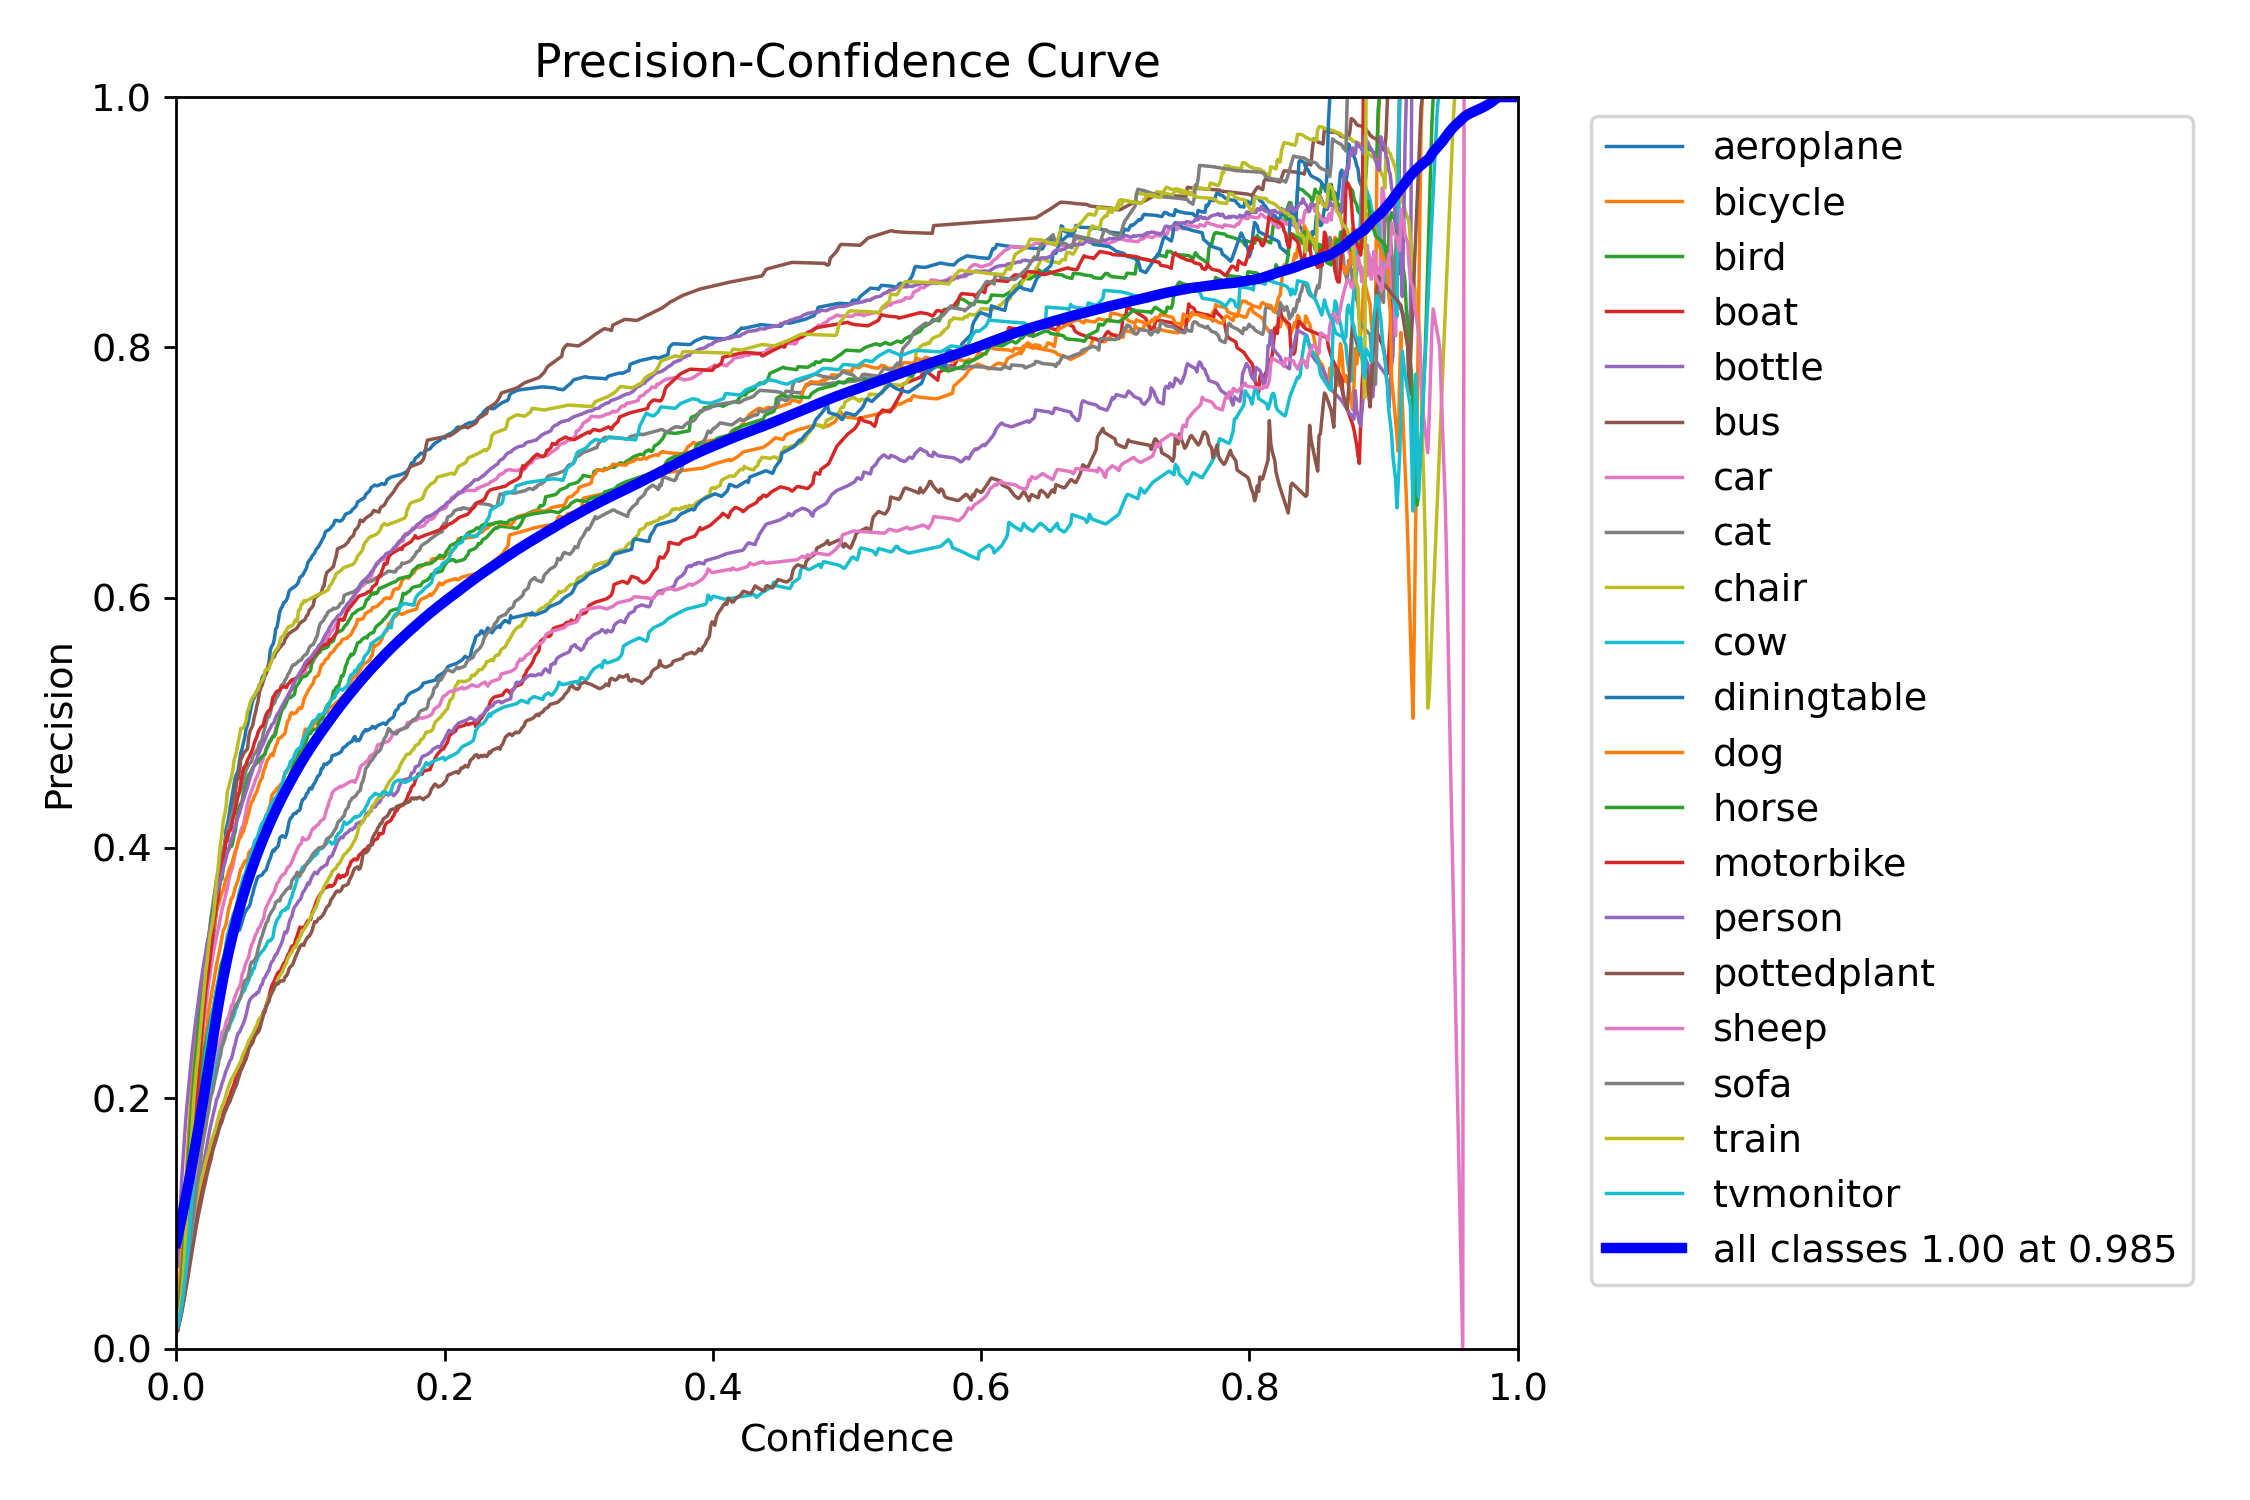 Precision-Confidence Curve
1.0
0.8
0.6
0.4
0.2
0.0
Precision
0.0 0.2 0.4 0.6 0.8 1.0
Confidence
aeroplane
bicycle
bird
boat
bottle
bus
car
cat
chair
cow
diningtable
dog
horse
motorbike
person
pottedplant
sheep
sofa
train
tvmonitor
all classes 1.00 at 0.985